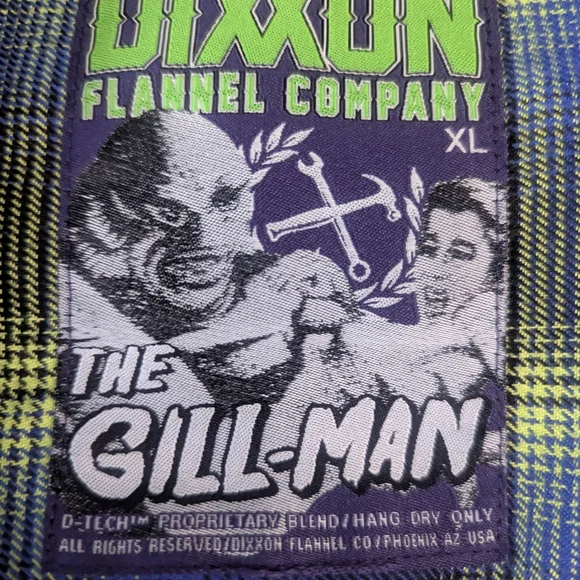 DIXXON
FLANNEL COMPANY
XL
THE
GILL-MAN
D-TECH™ PROPRIETARY BLEND/HANG DRY ONLY
ALL RIGHTS RESERVED/DIXXON FLANNEL CO/PHOENIX AZ USA